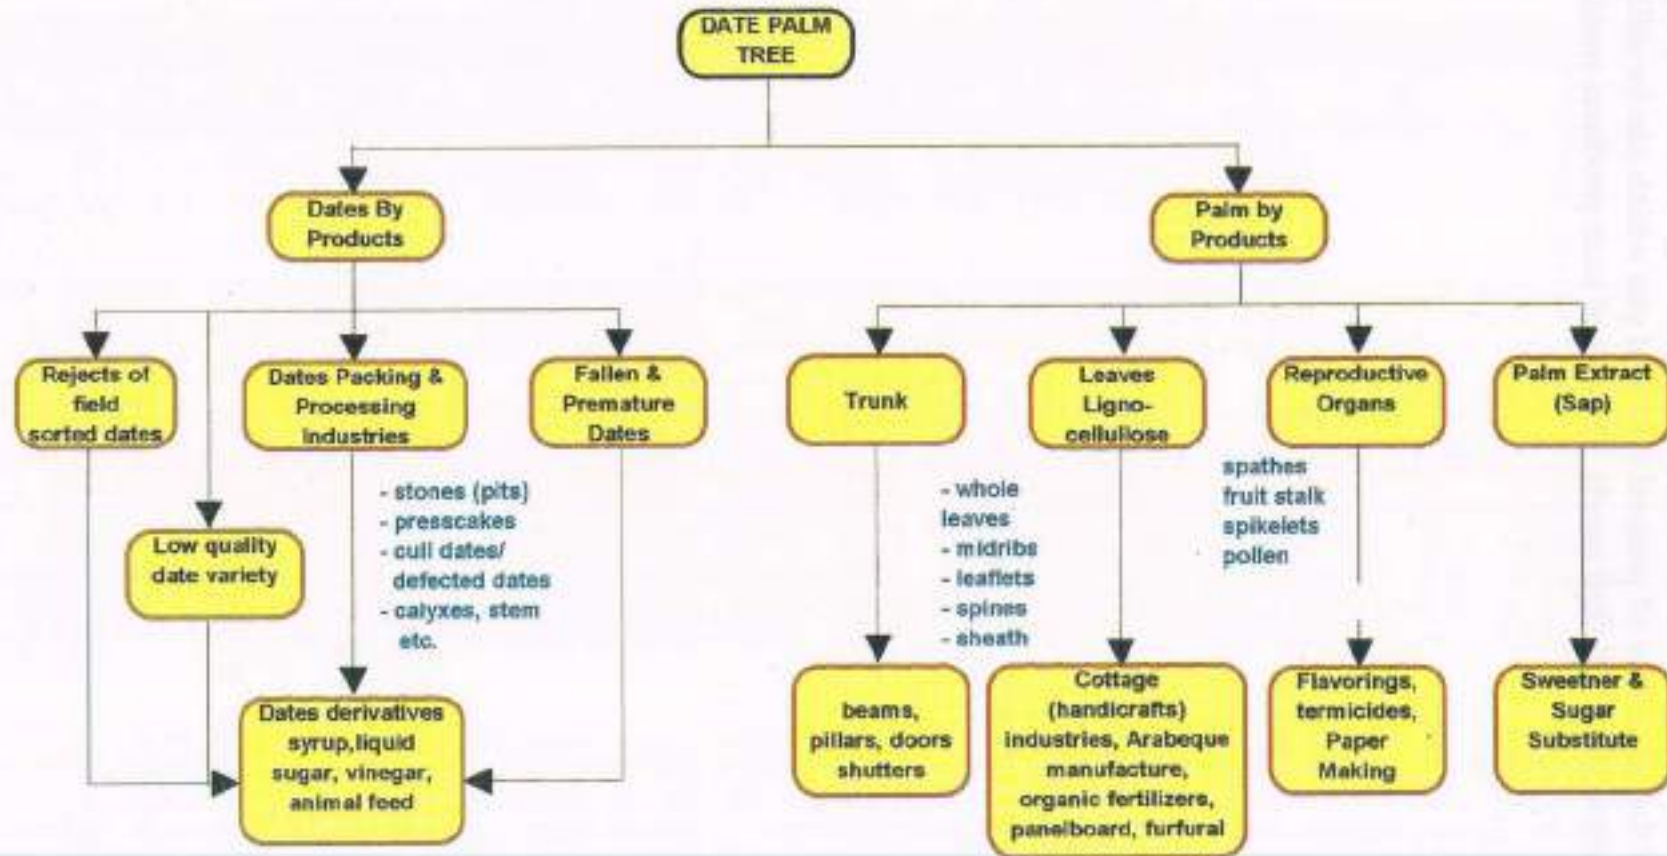 DATE PALM
TREE
Dates By
Products
Palm by
Products
Rejects of
field
sorted dates
Dates Packing &
Processing
Industries
Fallen &
Premature
Dates
Trunk
Leaves
Ligno-
cellullose
Reproductive
Organs
Palm Extract
(Sap)
- stones (pits)
- presscakes
- cull dates/
defected dates
- calyxes, stem
etc.
- whole
leaves
- midribs
- leaflets
- spines
- sheath
spathes
fruit stalk
spikelets
pollen
Low quality
date variety
Dates derivatives
syrup,liquid
sugar, vinegar,
animal feed
beams,
pillars, doors
shutters
Cottage
(handicrafts)
industries, Arabeque
manufacture,
organic fertilizers,
panelboard, furfural
Flavorings,
termicides,
Paper
Making
Sweetner &
Sugar
Substitute